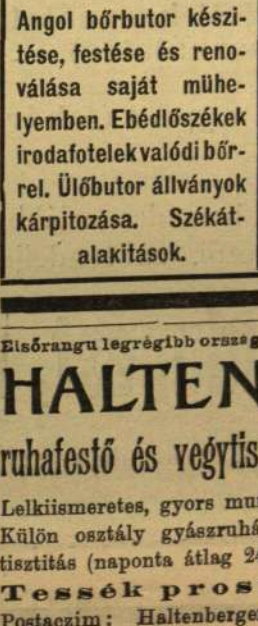 Angol bőrbutor készi-
tése, festése és reno-
válása saját mühe-
lyemben. Ebédlőszékek
irodafotelek valódi bőr-
rel. Ülőbutor állványok
kárpitozása. Székát-
alakitások.
Elsőrangu legrégibb ország
HALTEN
ruhafestő és vegytis
Lelkiismeretes, gyors mu
Külön osztály gyászruhá
tisztitás (naponta átlag 24
Tessék pros
Postaczim: Haltenberge